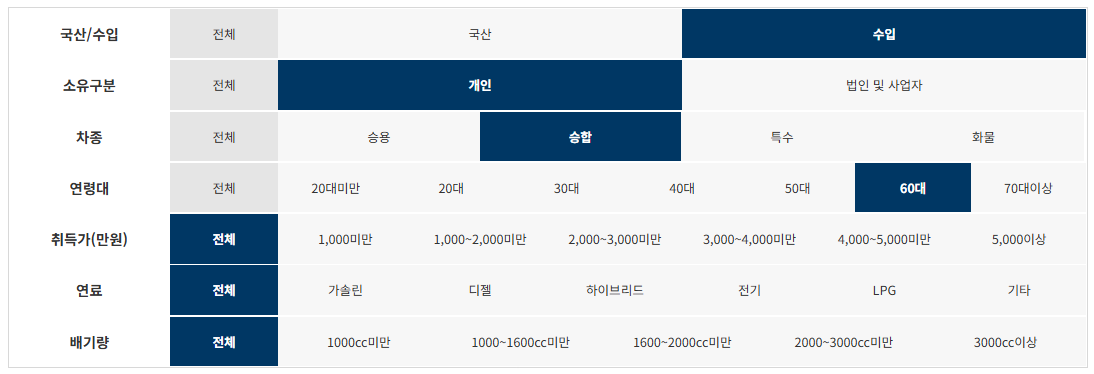 국산/수입 전체 국산 수입
소유구분 전체 개인 법인 및 사업자
차종 전체 승용 승합 특수 화물
연령대 전체 20대미만 20대 30대 40대 50대 60대 70대이상
취득가(만원) 전체 1,000미만 1,000~2,000미만 2,000~3,000미만 3,000~4,000미만 4,000~5,000미만 5,000이상
연료 전체 가솔린 디젤 하이브리드 전기 LPG 기타
배기량 전체 1000cc미만 1000~1600cc미만 1600~2000cc미만 2000~3000cc미만 3000cc이상